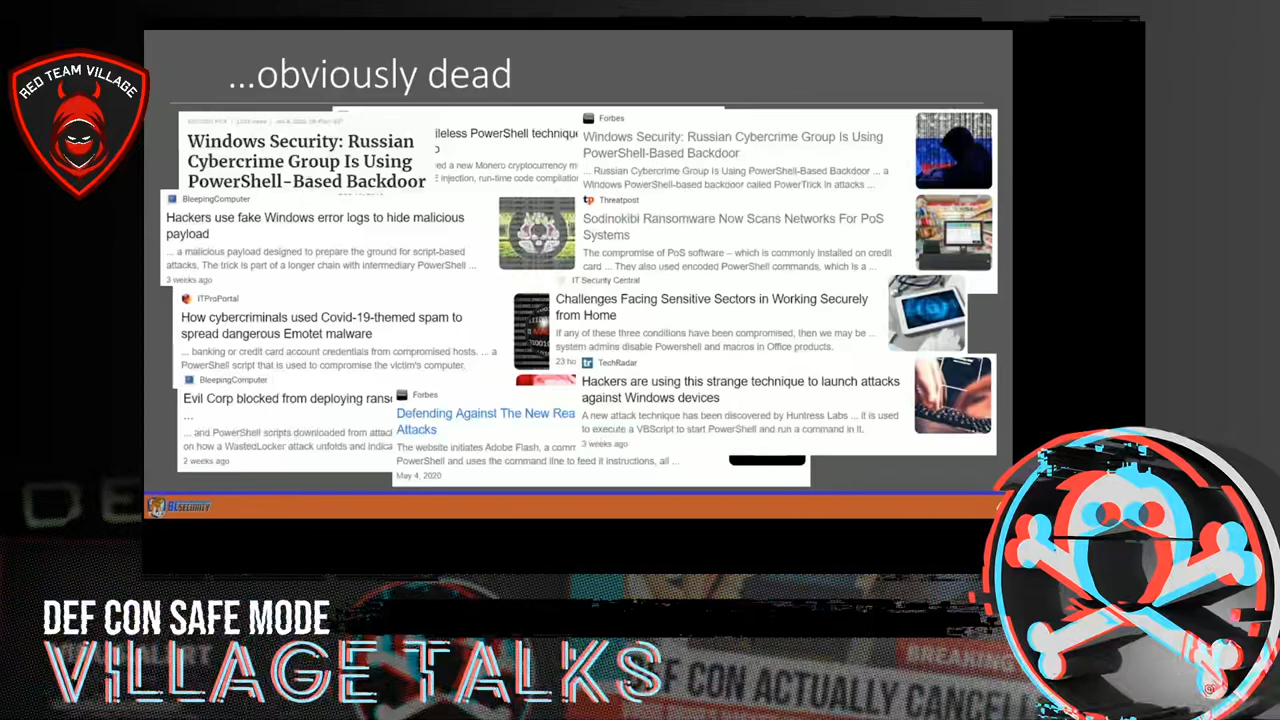 RED TEAM VILLAGE
...obviously dead
Windows Security: Russian
Cybercrime Group Is Using
PowerShell-Based Backdoor
ileless PowerShell technique
ed a new Monero cryptocurrency m
E injection, run-time code compilation
Forbes
Windows Security: Russian Cybercrime Group Is Using
PowerShell-Based Backdoor
... Russian Cybercrime Group Is Using PowerShell-Based Backdoor ... a
Windows PowerShell-based backdoor called PowerTrick in attacks ...
BleepingComputer
Hackers use fake Windows error logs to hide malicious
payload
... a malicious payload designed to prepare the ground for script-based
attacks. The trick is part of a longer chain with intermediary PowerShell ...
3 weeks ago
tp Threatpost
Sodinokibi Ransomware Now Scans Networks For PoS
Systems
The compromise of PoS software – which is commonly installed on credit
card ... They also used encoded PowerShell commands, which is a ...
IT Security Central
Challenges Facing Sensitive Sectors in Working Securely
from Home
If any of these three conditions have been compromised, then we may be ...
system admins disable Powershell and macros in Office products.
23 ho
ITProPortal
How cybercriminals used Covid-19-themed spam to
spread dangerous Emotet malware
... banking or credit card account credentials from compromised hosts. ... a
PowerShell script that is used to compromise the victim's computer,
tr TechRadar
Hackers are using this strange technique to launch attacks
against Windows devices
A new attack technique has been discovered by Huntress Labs ... it is used
to execute a VBScript to start PowerShell and run a command in it.
3 weeks ago
BleepingComputer
Evil Corp blocked from deploying ranso
...
... and PowerShell scripts downloaded from attac
on how a WastedLocker attack unfolds and indica
2 weeks ago
Forbes
Defending Against The New Rea
Attacks
The website initiates Adobe Flash, a comm
PowerShell and uses the command line to feed it instructions, all ...
May 4, 2020
BC SECURITY
DEF CON SAFE MODE
VILLAGE TALKS
DEF CON ACTUALLY CANCELL
BREAKING